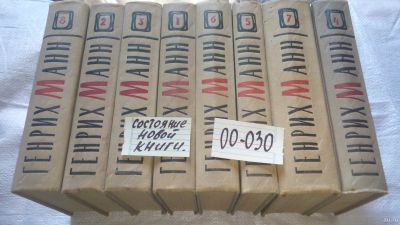 8
ГЕНРИХ МАНН
2
ГЕНРИХ МАНН
3
ГЕНРИХ МАНН
1
ГЕНРИХ МАНН
6
ГЕНРИХ МАНН
5
ГЕНРИХ МАНН
7
ГЕНРИХ МАНН
4
ГЕНРИХ МАНН
СОСТОЯНИЕ
НОВОЙ
КНИГИ.
00-030